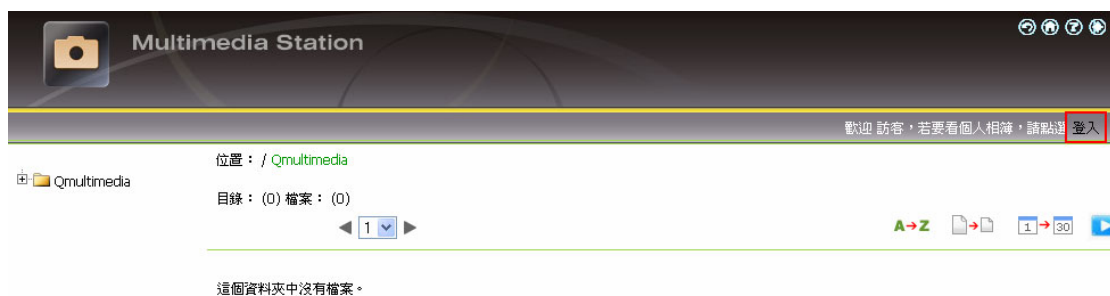 Multimedia Station
歡迎 訪客，若要看個人相簿，請點選 登入
位置： / Qmultimedia
Qmultimedia
目錄： (0) 檔案： (0)
1
A→Z
1→30
這個資料夾中沒有檔案。